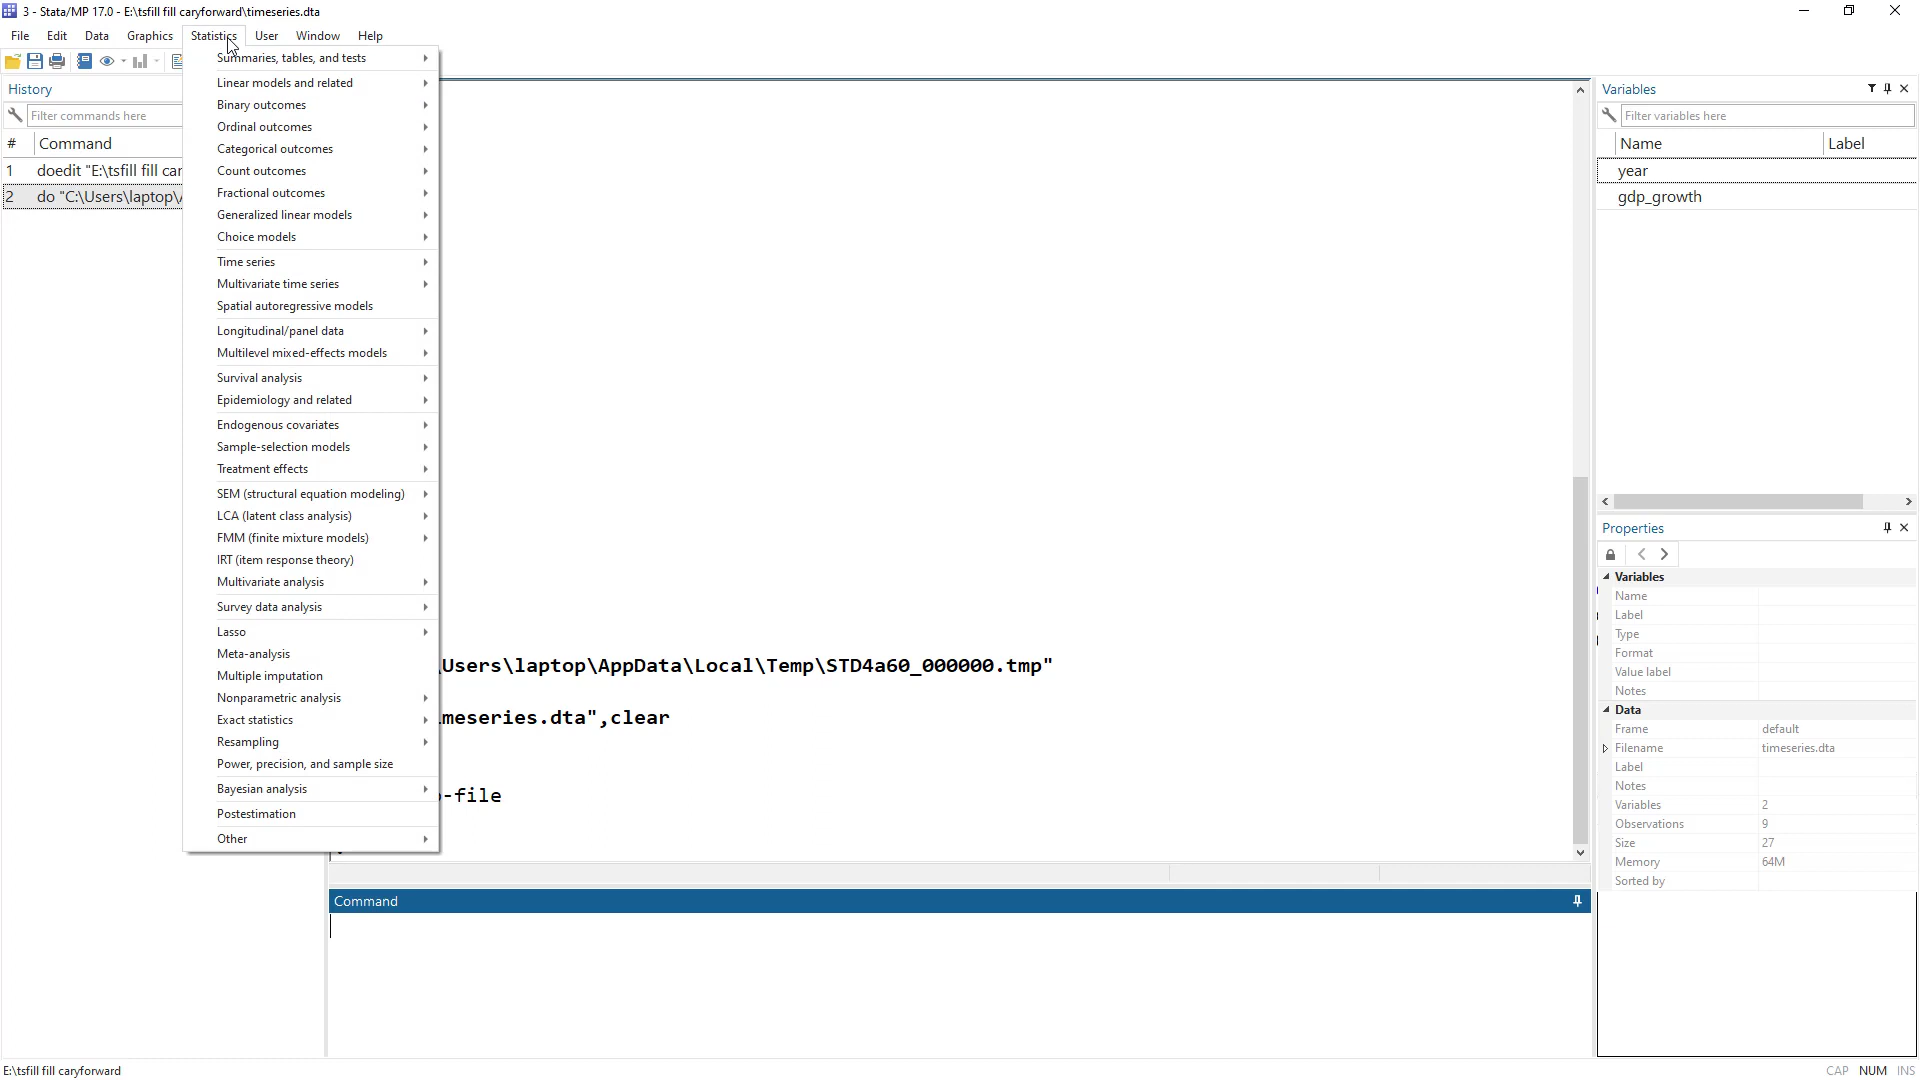 3 - Stata/MP 17.0 - E:\tsfill fill caryforward\timeseries.dta
File Edit Data Graphics Statistics User Window Help
History
Filter commands here
# Command
1 doedit "E:\tsfill fill car
2 do "C:\Users\laptop\A
Summaries, tables, and tests
Linear models and related
Binary outcomes
Ordinal outcomes
Categorical outcomes
Count outcomes
Fractional outcomes
Generalized linear models
Choice models
Time series
Multivariate time series
Spatial autoregressive models
Longitudinal/panel data
Multilevel mixed-effects models
Survival analysis
Epidemiology and related
Endogenous covariates
Sample-selection models
Treatment effects
SEM (structural equation modeling)
LCA (latent class analysis)
FMM (finite mixture models)
IRT (item response theory)
Multivariate analysis
Survey data analysis
Lasso
Meta-analysis
Multiple imputation
Nonparametric analysis
Exact statistics
Resampling
Power, precision, and sample size
Bayesian analysis
Postestimation
Other
\Users\laptop\AppData\Local\Temp\STD4a60_000000.tmp"
imeseries.dta",clear
o-file
Command
Variables
Filter variables here
Name Label
year
gdp_growth
Properties
Variables
Name
Label
Type
Format
Value label
Notes
Data
Frame default
Filename timeseries.dta
Label
Notes
Variables 2
Observations 9
Size 27
Memory 64M
Sorted by
E:\tsfill fill caryforward
CAP NUM INS